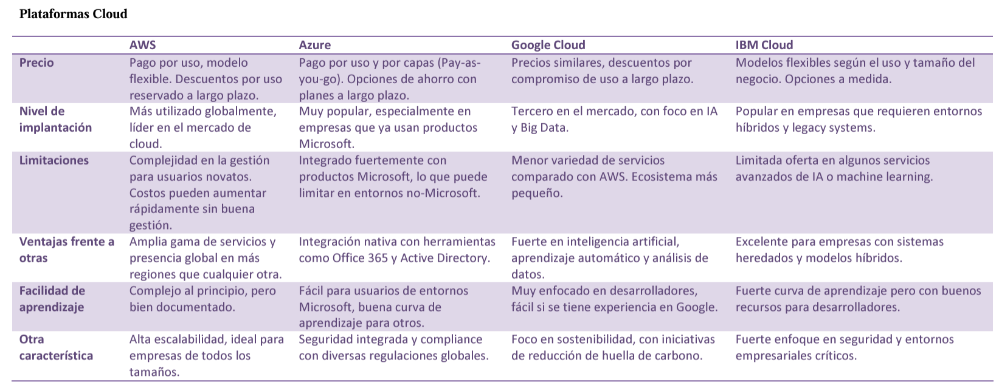 Plataformas Cloud
AWS Azure Google Cloud IBM Cloud
Precio
Pago por uso, modelo
flexible. Descuentos por uso
reservado a largo plazo.
Pago por uso y por capas (Pay-as-
you-go). Opciones de ahorro con
planes a largo plazo.
Precios similares, descuentos por
compromiso de uso a largo plazo.
Modelos flexibles según el uso y tamaño del
negocio. Opciones a medida.
Nivel de
implantación
Más utilizado globalmente,
líder en el mercado de
cloud.
Muy popular, especialmente en
empresas que ya usan productos
Microsoft.
Tercero en el mercado, con foco en IA
y Big Data.
Popular en empresas que requieren entornos
híbridos y legacy systems.
Limitaciones
Complejidad en la gestión
para usuarios novatos.
Costos pueden aumentar
rápidamente sin buena
gestión.
Integrado fuertemente con
productos Microsoft, lo que puede
limitar en entornos no-Microsoft.
Menor variedad de servicios
comparado con AWS. Ecosistema más
pequeño.
Limitada oferta en algunos servicios
avanzados de IA o machine learning.
Ventajas frente a
otras
Amplia gama de servicios y
presencia global en más
regiones que cualquier otra.
Integración nativa con herramientas
como Office 365 y Active Directory.
Fuerte en inteligencia artificial,
aprendizaje automático y análisis de
datos.
Excelente para empresas con sistemas
heredados y modelos híbridos.
Facilidad de
aprendizaje
Complejo al principio, pero
bien documentado.
Fácil para usuarios de entornos
Microsoft, buena curva de
aprendizaje para otros.
Muy enfocado en desarrolladores,
fácil si se tiene experiencia en Google.
Fuerte curva de aprendizaje pero con buenos
recursos para desarrolladores.
Otra
característica
Alta escalabilidad, ideal para
empresas de todos los
tamaños.
Seguridad integrada y compliance
con diversas regulaciones globales.
Foco en sostenibilidad, con iniciativas
de reducción de huella de carbono.
Fuerte enfoque en seguridad y entornos
empresariales críticos.